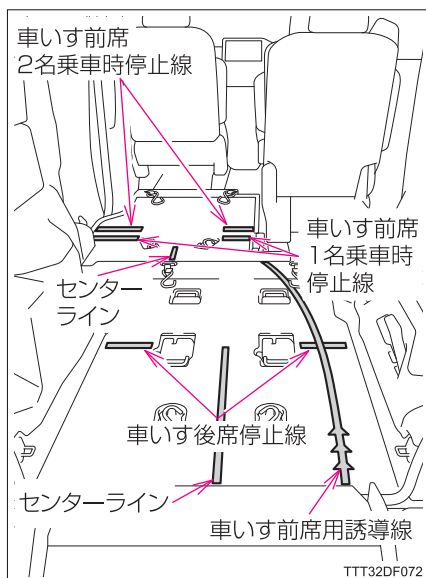 車いす前席
2名乗車時停止線
車いす前席
1名乗車時
停止線
センター
ライン
車いす後席停止線
センターライン
車いす前席用誘導線
TTT32DF072